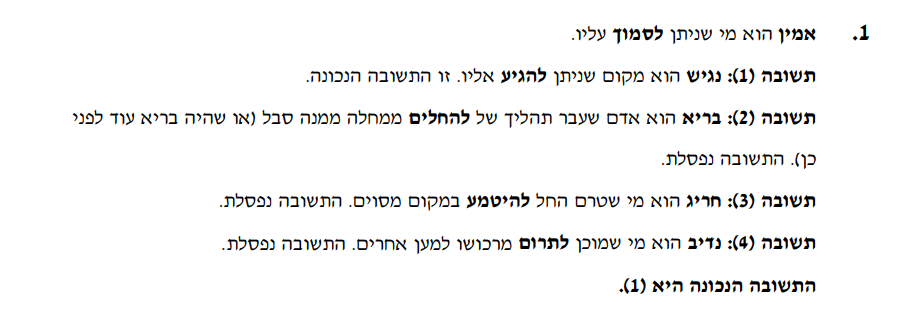 1. אמין הוא מי שניתן לסמוך עליו.
תשובה (1): נגיש הוא מקום שניתן להגיע אליו. זו התשובה הנכונה.
תשובה (2): בריא הוא אדם שעבר תהליך של להחלים ממחלה ממנה סבל (או שהיה בריא עוד לפני
כן). התשובה נפסלת.
תשובה (3): חריג הוא מי שטרם החל להיטמע במקום מסוים. התשובה נפסלת.
תשובה (4): נדיב הוא מי שמוכן לתרום מרכושו למען אחרים. התשובה נפסלת.
התשובה הנכונה היא (1).